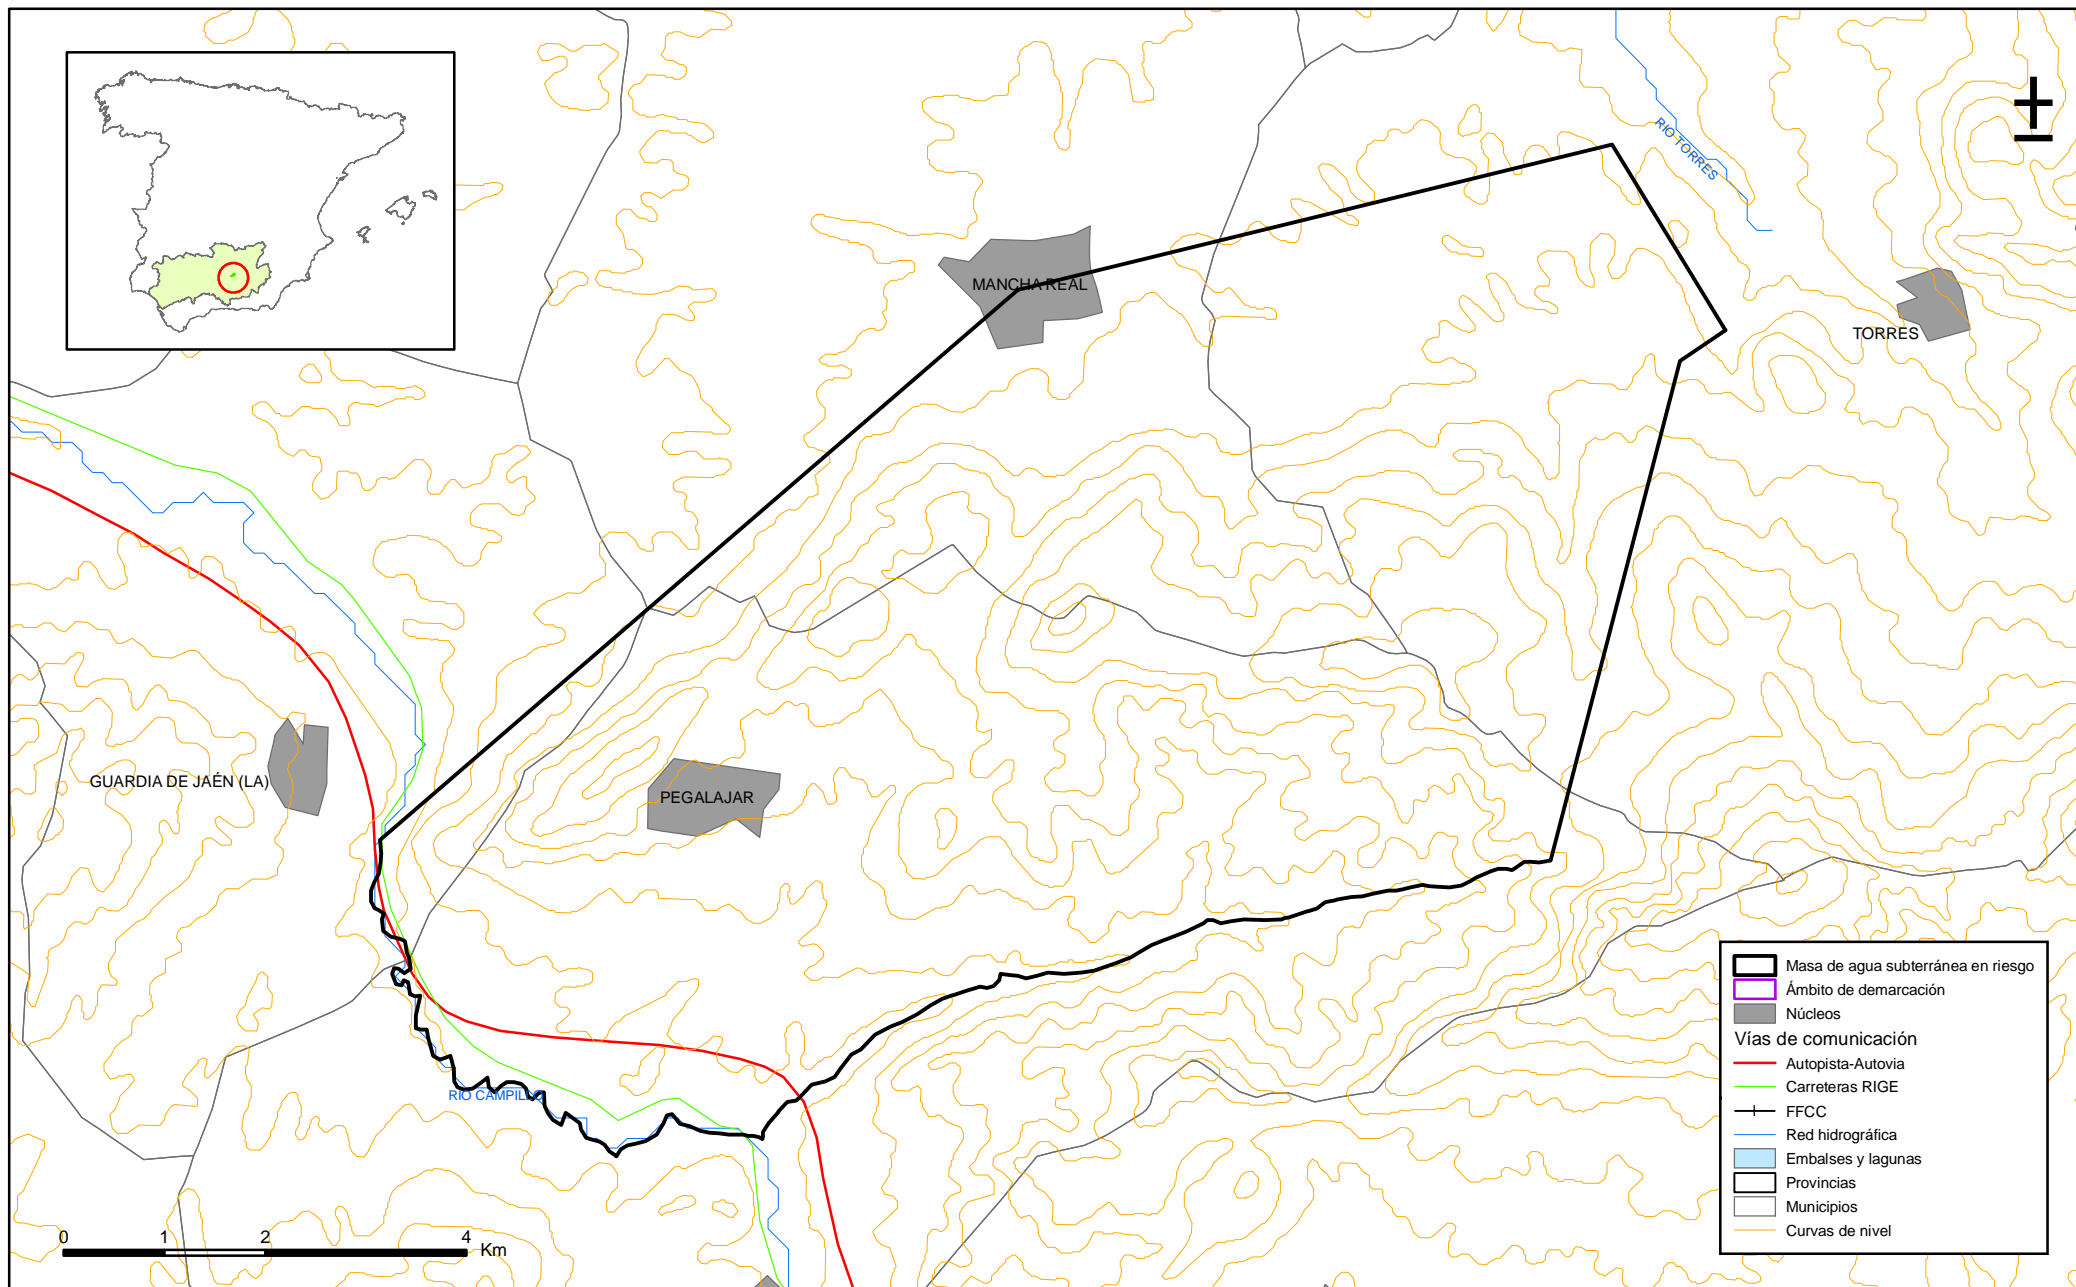 RIO TORRES
MANCHA REAL
TORRES
GUARDIA DE JAÉN (LA)
PEGALAJAR
RIO CAMPILLO
Masa de agua subterránea en riesgo
Ámbito de demarcación
Núcleos
Vías de comunicación
Autopista-Autovia
Carreteras RIGE
FFCC
Red hidrográfica
Embalses y lagunas
Provincias
Municipios
Curvas de nivel
0 1 2 4 Km